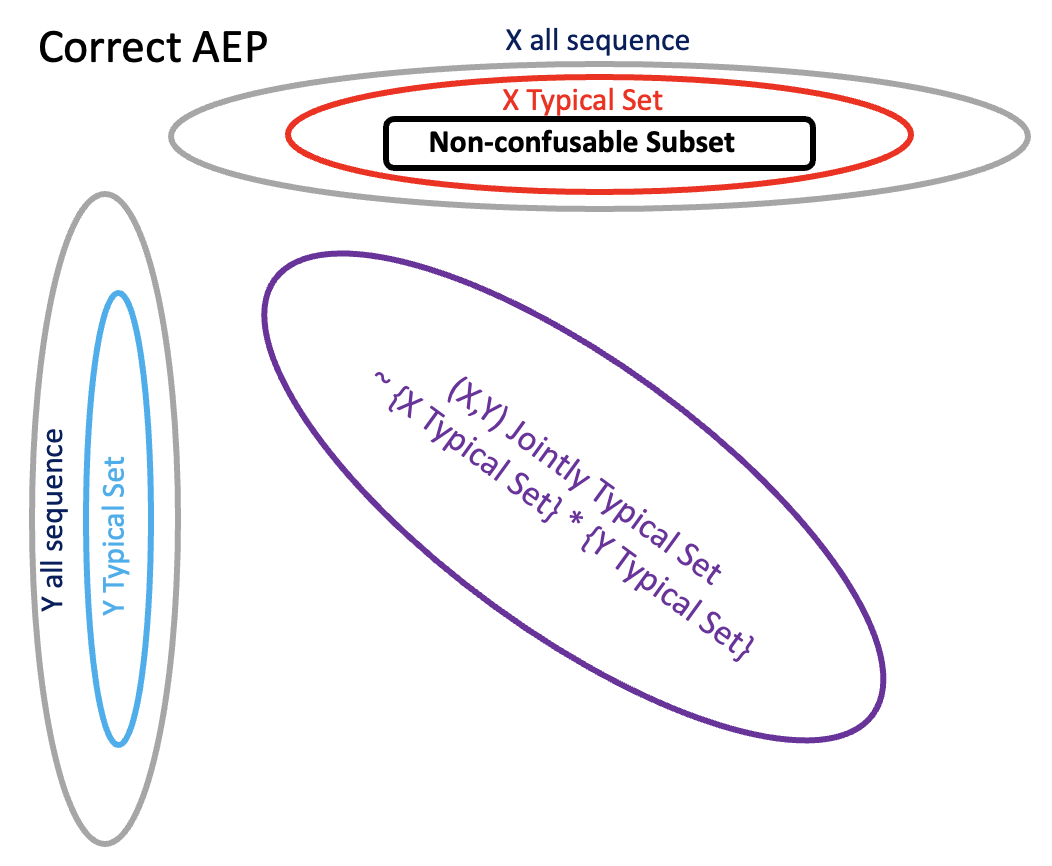 Correct AEP
X all sequence
X Typical Set
Non-confusable Subset
Y all sequence
Y Typical Set
(X,Y) Jointly Typical Set
~ {X Typical Set} * {Y Typical Set}